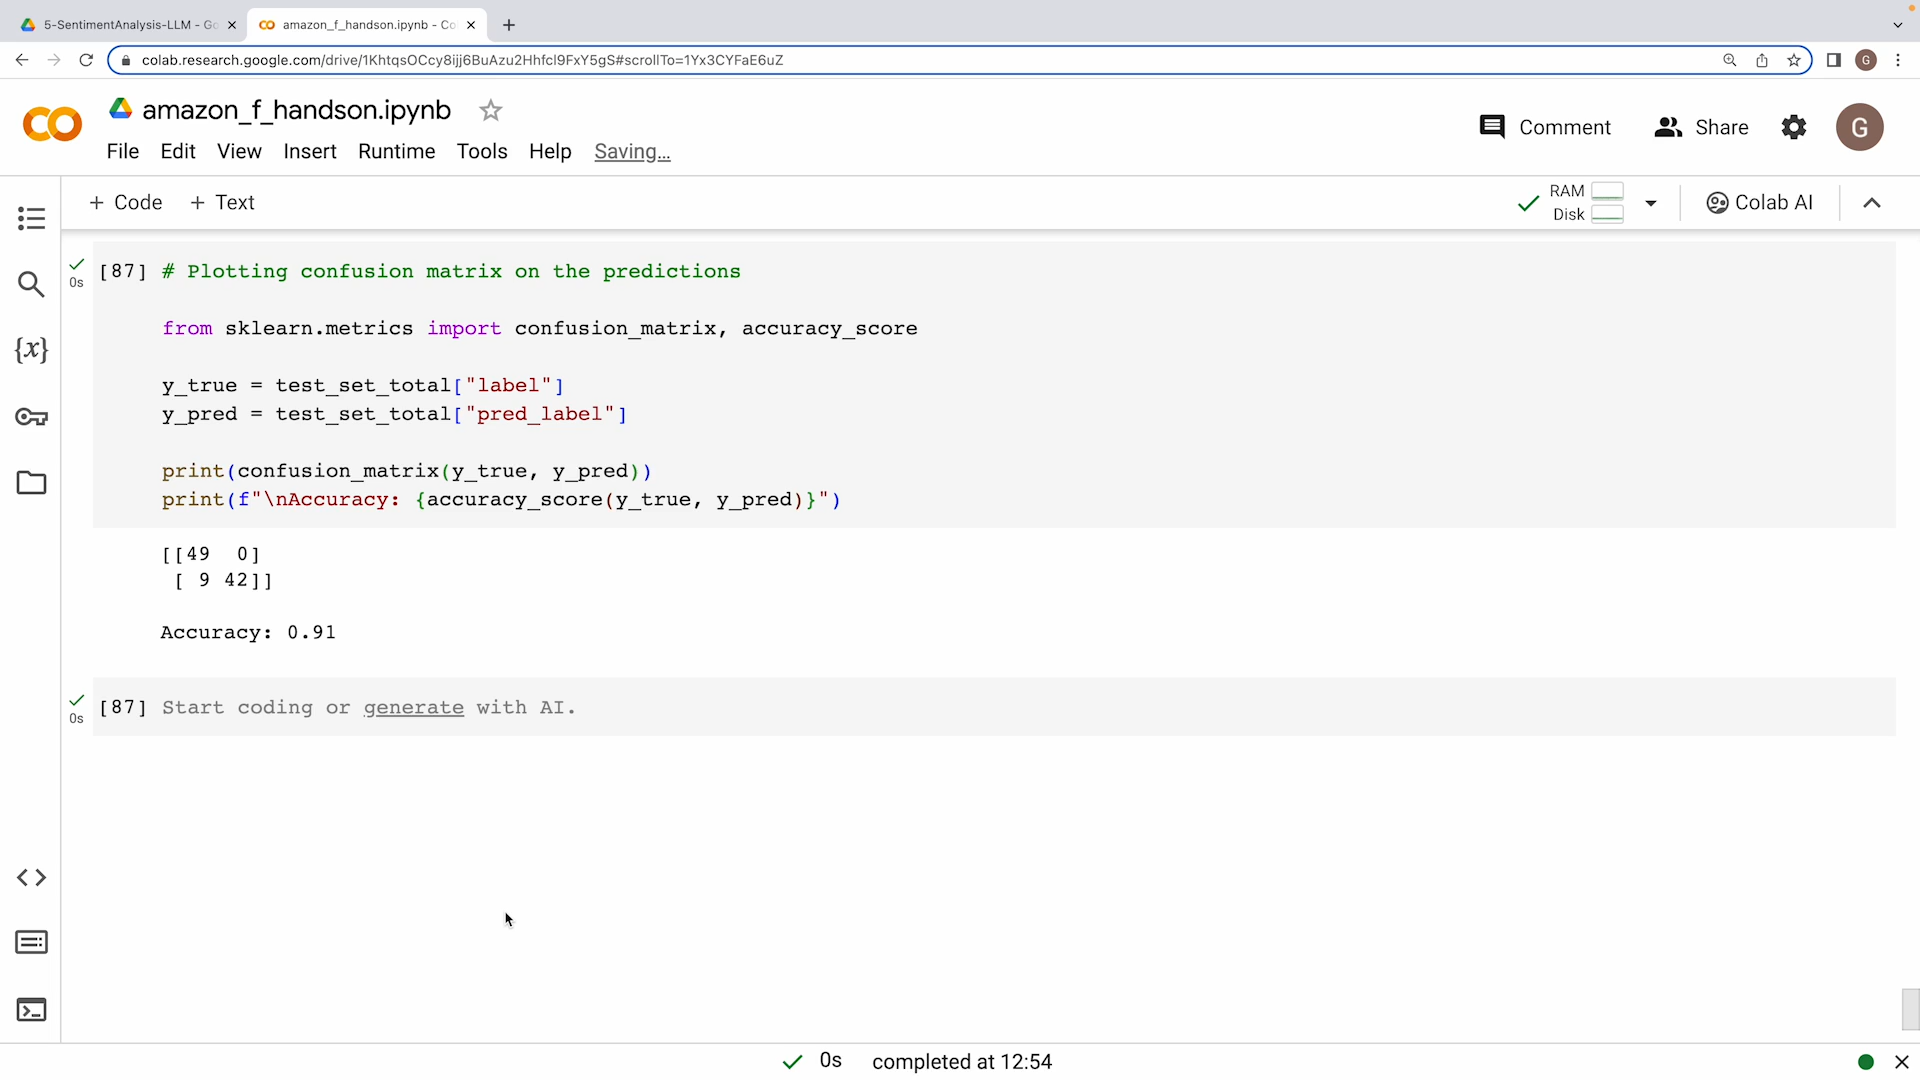 5-SentimentAnalysis-LLM - Go
amazon_f_handson.ipynb - Co
colab.research.google.com/drive/1KhtqsOCcy8ijj6BuAzu2Hhfcl9FxY5gS#scrollTo=1Yx3CYFaE6uZ
G
amazon_f_handson.ipynb
File Edit View Insert Runtime Tools Help Saving...
Comment Share G
+ Code + Text
RAM
Disk
Colab AI
[87] # Plotting confusion matrix on the predictions
0s
from sklearn.metrics import confusion_matrix, accuracy_score
y_true = test_set_total["label"]
y_pred = test_set_total["pred_label"]
print(confusion_matrix(y_true, y_pred))
print(f"\nAccuracy: {accuracy_score(y_true, y_pred)}")
[[49  0]
 [ 9 42]]
Accuracy: 0.91
[87] Start coding or generate with AI.
0s
0s completed at 12:54